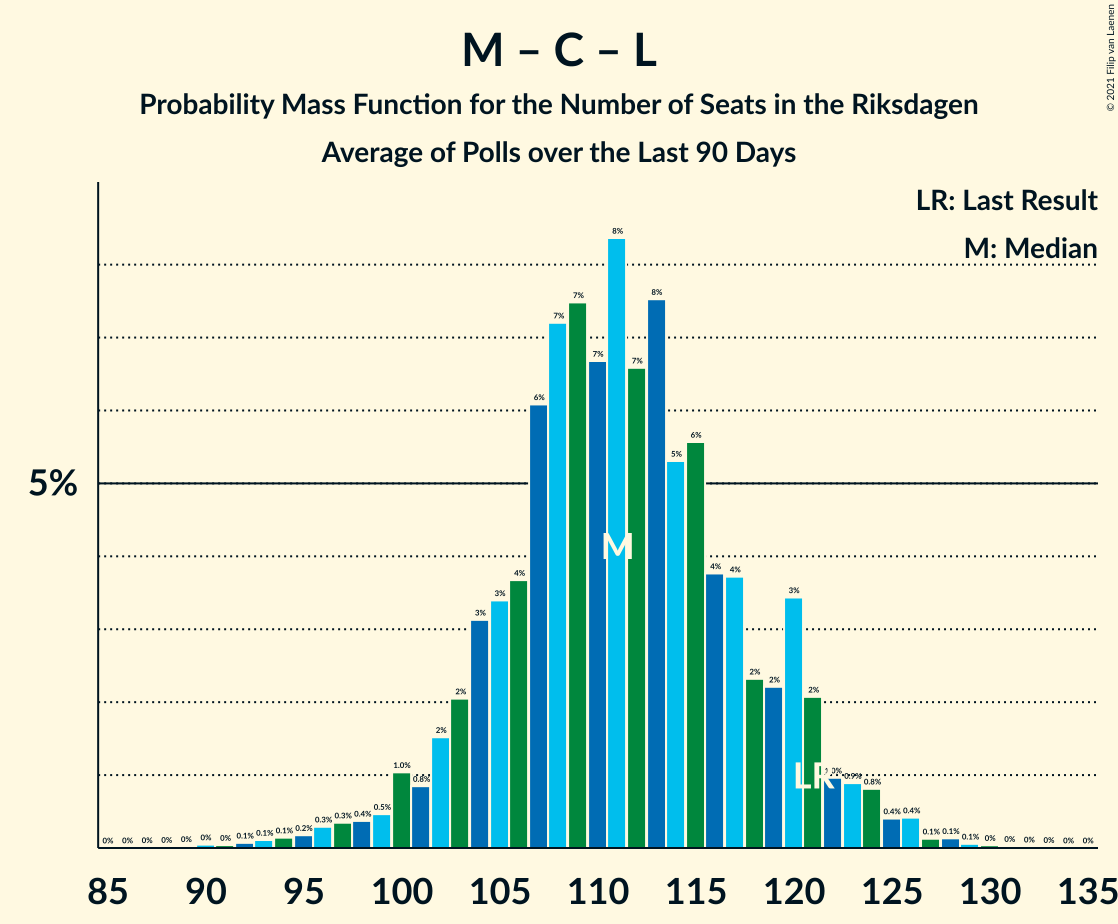 M – C – L
Probability Mass Function for the Number of Seats in the Riksdagen
Average of Polls over the Last 90 Days
© 2021 Filip van Laenen
LR: Last Result
M: Median
5%
0% 0% 0% 0% 0% 0% 0% 0.1% 0.1% 0.1% 0.2% 0.3% 0.3% 0.4% 0.5% 1.0% 0.8% 2% 2% 3% 3% 4% 6% 7% 7% 7% 8% 7% 8% 5% 6% 4% 4% 2% 2% 3% 2% 1.0% 0.9% 0.8% 0.4% 0.4% 0.1% 0.1% 0.1% 0% 0% 0% 0% 0% 0%
M
LR
85 90 95 100 105 110 115 120 125 130 135